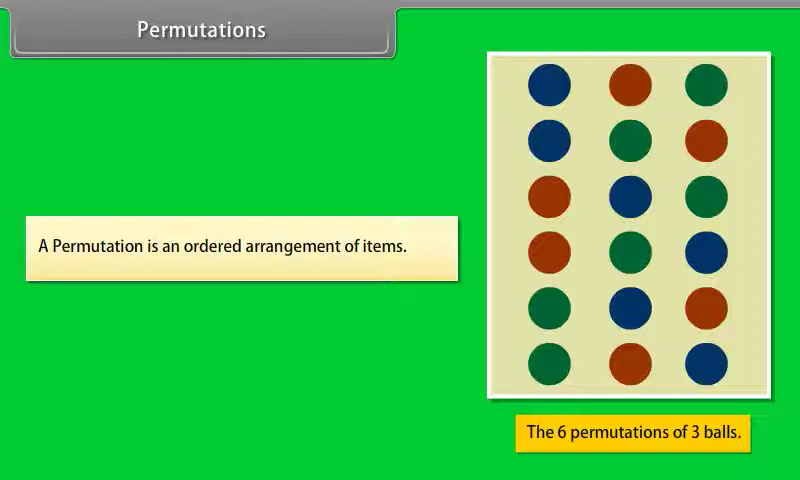 Permutations
A Permutation is an ordered arrangement of items.
The 6 permutations of 3 balls.